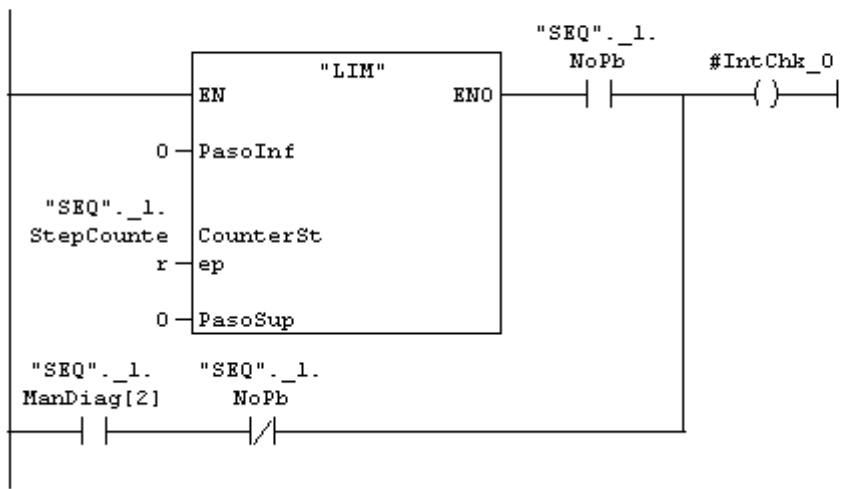 "SEQ"._1.
NoPb
#IntChk_0
"LIM"
EN
ENO
0
PasoInf
"SEQ"._1.
StepCounte
r
CounterSt
ep
0
PasoSup
"SEQ"._1.
ManDiag[2]
"SEQ"._1.
NoPb